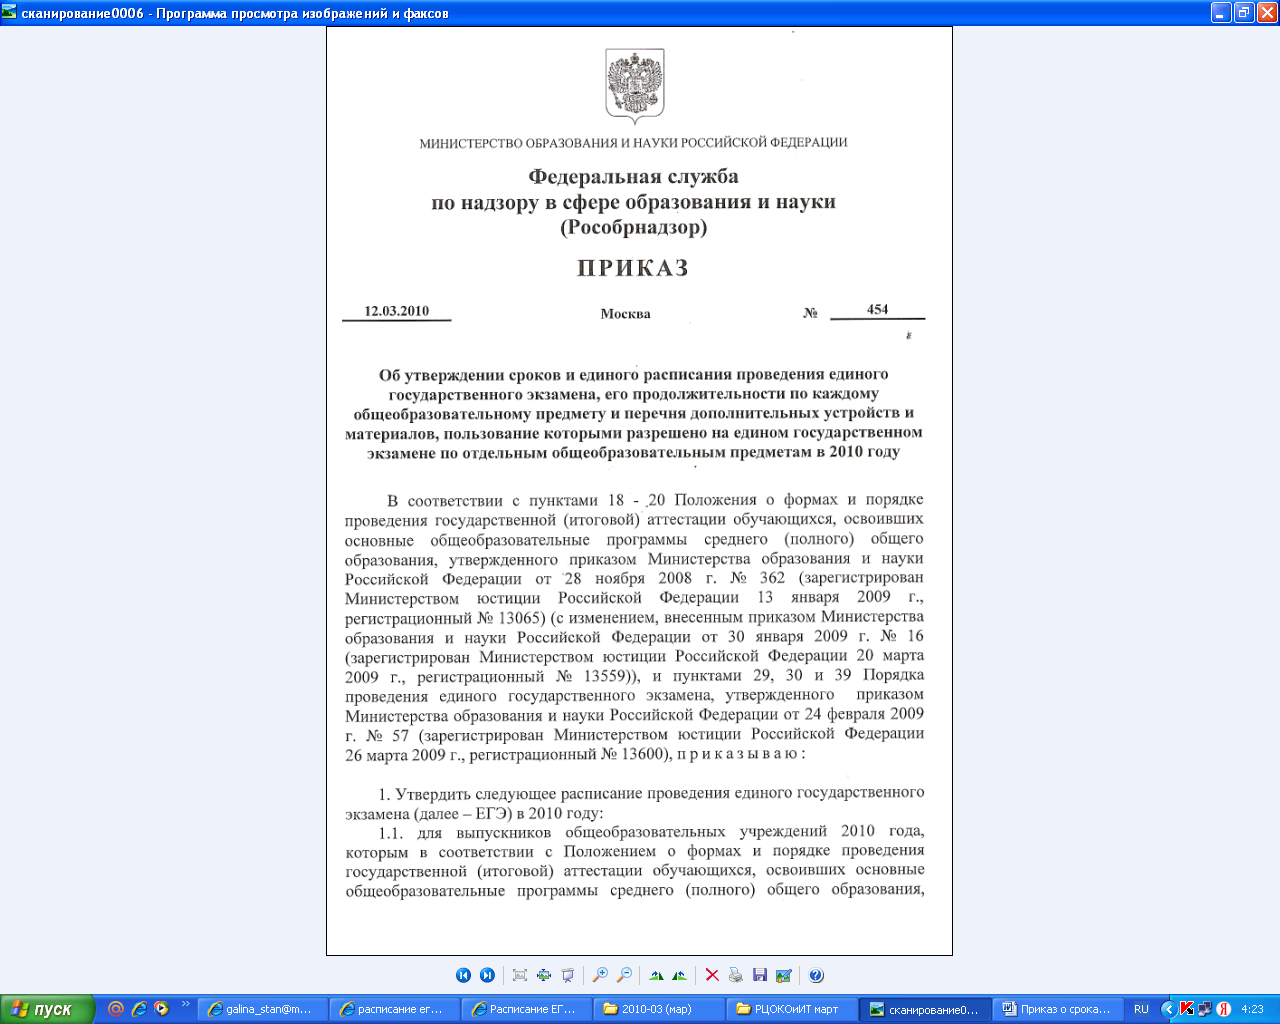 сканирование0006 - Программа просмотра изображений и факсов
МИНИСТЕРСТВО ОБРАЗОВАНИЯ И НАУКИ РОССИЙСКОЙ ФЕДЕРАЦИИ
Федеральная служба
по надзору в сфере образования и науки
(Рособрнадзор)
ПРИКАЗ
12.03.2010 Москва № 454
Об утверждении сроков и единого расписания проведения единого
государственного экзамена, его продолжительности по каждому
общеобразовательному предмету и перечня дополнительных устройств и
материалов, пользование которыми разрешено на едином государственном
экзамене по отдельным общеобразовательным предметам в 2010 году
В соответствии с пунктами 18 - 20 Положения о формах и порядке
проведения государственной (итоговой) аттестации обучающихся, освоивших
основные общеобразовательные программы среднего (полного) общего
образования, утвержденного приказом Министерства образования и науки
Российской Федерации от 28 ноября 2008 г. № 362 (зарегистрирован
Министерством юстиции Российской Федерации 13 января 2009 г.,
регистрационный № 13065) (с изменением, внесенным приказом Министерства
образования и науки Российской Федерации от 30 января 2009 г. № 16
(зарегистрирован Министерством юстиции Российской Федерации 20 марта
2009 г., регистрационный № 13559)), и пунктами 29, 30 и 39 Порядка
проведения единого государственного экзамена, утвержденного приказом
Министерства образования и науки Российской Федерации от 24 февраля 2009
г. № 57 (зарегистрирован Министерством юстиции Российской Федерации
26 марта 2009 г., регистрационный № 13600), п р и к а з ы в а ю :
1. Утвердить следующее расписание проведения единого государственного
экзамена (далее – ЕГЭ) в 2010 году:
1.1. для выпускников общеобразовательных учреждений 2010 года,
которым в соответствии с Положением о формах и порядке проведения
государственной (итоговой) аттестации обучающихся, освоивших основные
общеобразовательные программы среднего (полного) общего образования,
пуск galina_stan@m... расписание ег... Расписание ЕГ... 2010-03 (мар) РЦОКОиИТ март сканирование0... Приказ о срока... RU 4:23